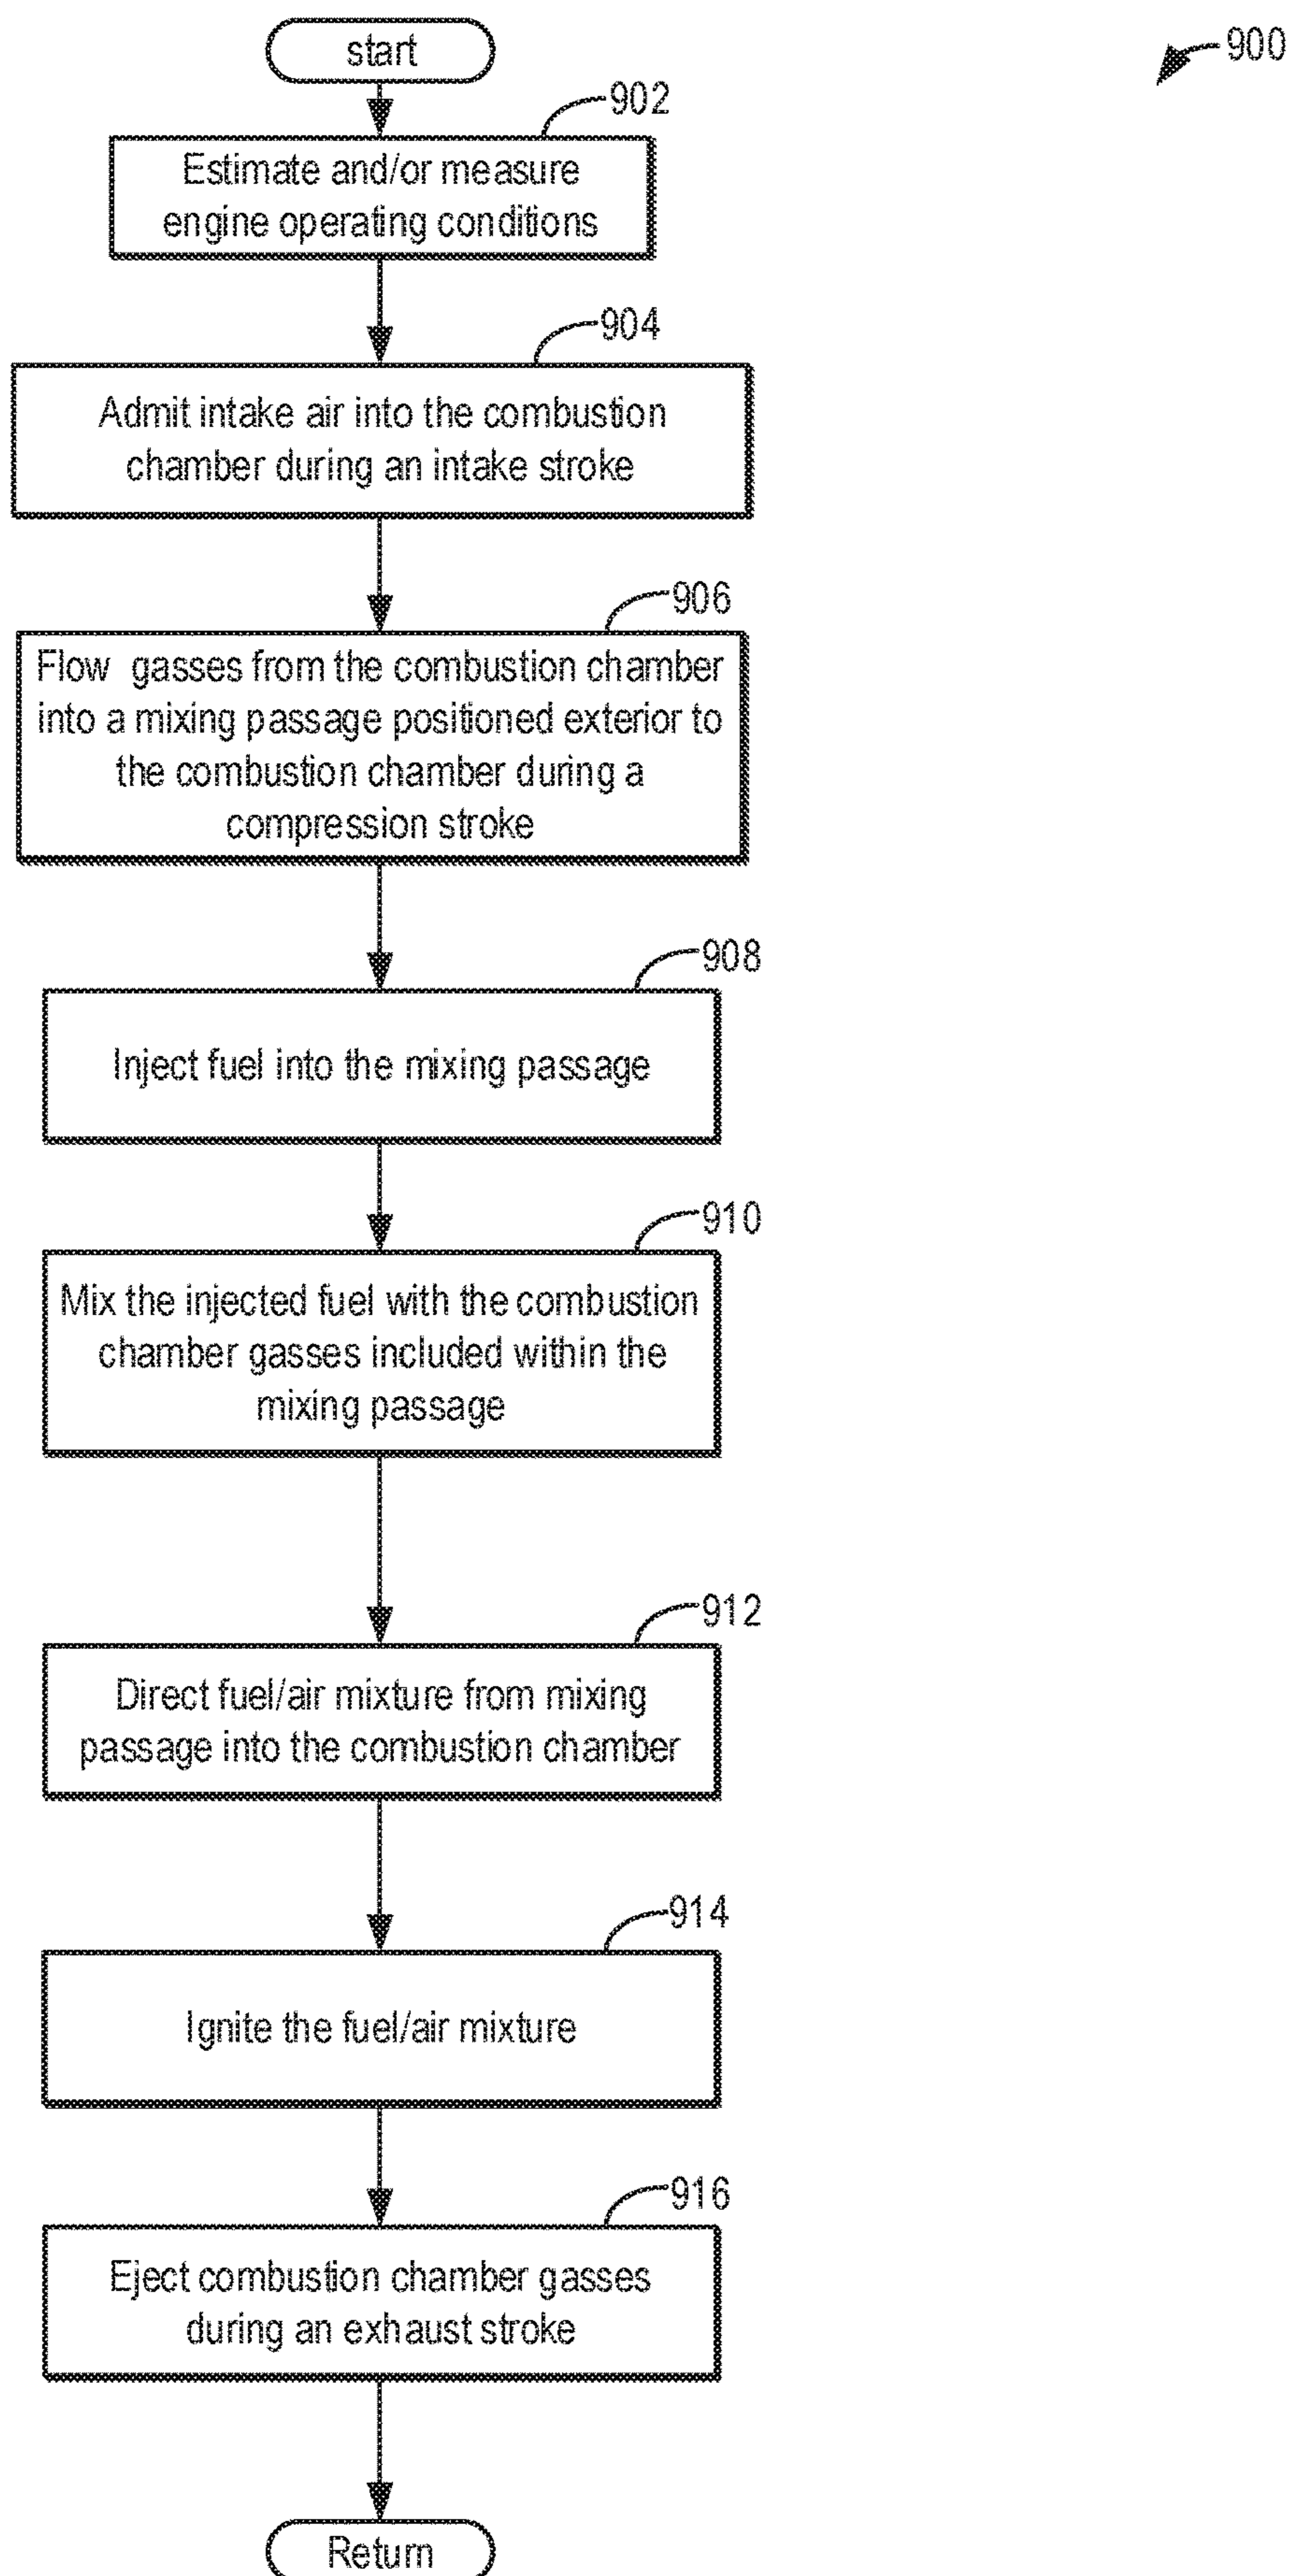 start
900
902
Estimate and/or measure
engine operating conditions
904
Admit intake air into the combustion
chamber during an intake stroke
906
Flow gasses from the combustion chamber
into a mixing passage positioned exterior to
the combustion chamber during a
compression stroke
908
Inject fuel into the mixing passage
910
Mix the injected fuel with the combustion
chamber gasses included within the
mixing passage
912
Direct fuel/air mixture from mixing
passage into the combustion chamber
914
Ignite the fuel/air mixture
916
Eject combustion chamber gasses
during an exhaust stroke
Return